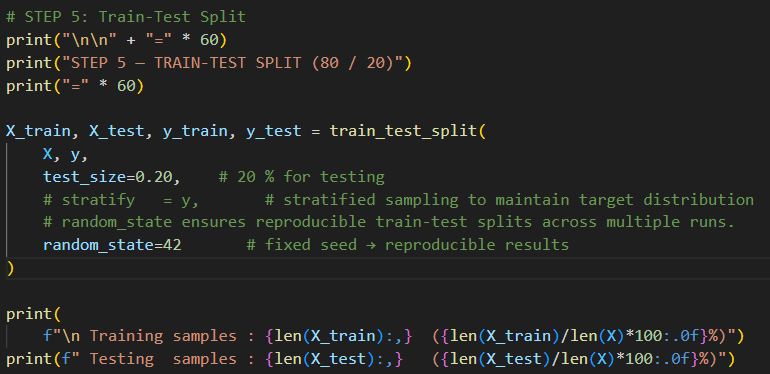 # STEP 5: Train-Test Split
print("\n\n" + "=" * 60)
print("STEP 5 – TRAIN-TEST SPLIT (80 / 20)")
print("=" * 60)

X_train, X_test, y_train, y_test = train_test_split(
    X, y,
    test_size=0.20,    # 20 % for testing
    # stratify   = y,       # stratified sampling to maintain target distribution
    # random_state ensures reproducible train-test splits across multiple runs.
    random_state=42       # fixed seed → reproducible results
)

print(
    f"\n Training samples : {len(X_train):,}  ({len(X_train)/len(X)*100:.0f}%)")
print(f" Testing  samples : {len(X_test):,}   ({len(X_test)/len(X)*100:.0f}%)")